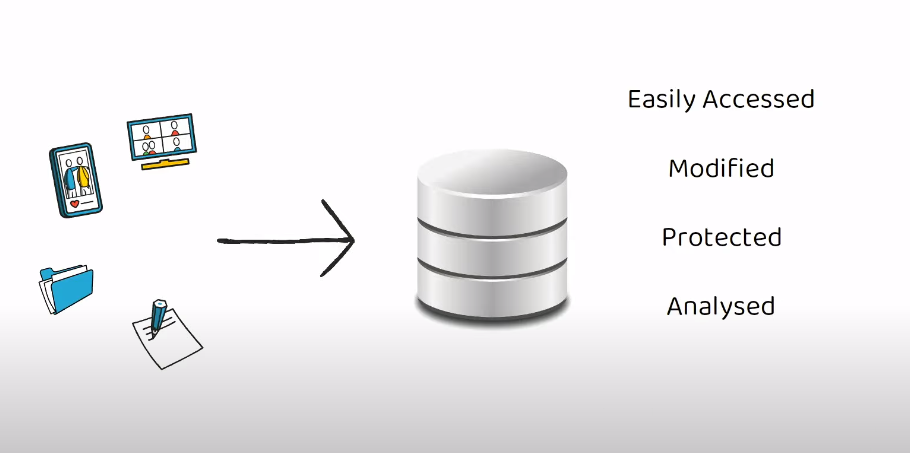 Easily Accessed
Modified
Protected
Analysed